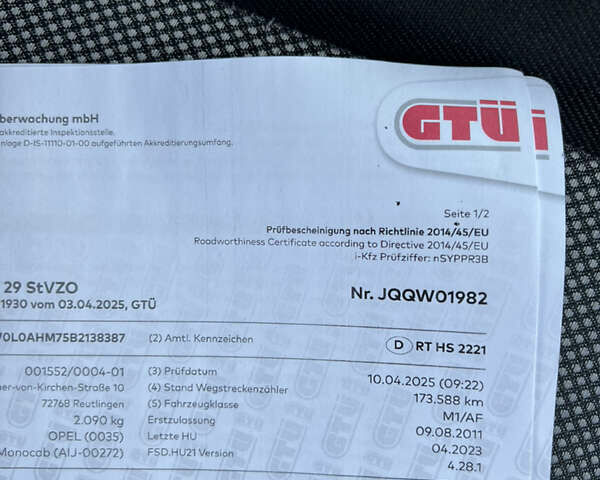 GTÜ
berwachung mbH
akkreditierte Inspektionsstelle.
nlage D-IS-11110-01-00 aufgeführten Akkreditierungsumfang.
Seite 1/2
Prüfbescheinigung nach Richtlinie 2014/45/EU
Roadworthiness Certificate according to Directive 2014/45/EU
i-Kfz Prüfziffer: nSYPPR3B
29 StVZO
1930 vom 03.04.2025, GTÜ
Nr. JQQW01982
0L0AHM75B2138387 (2) Amtl. Kennzeichen D RT HS 2221
001552/0004-01 (3) Prüfdatum 10.04.2025 (09:22)
er-von-Kirchen-Straße 10 (4) Stand Wegstreckenzähler 173.588 km
72768 Reutlingen (5) Fahrzeugklasse M1/AF
2.090 kg Erstzulassung 09.08.2011
OPEL (0035) Letzte HU 04.2023
Monocab (AIJ-00272) FSD.HU21 Version 4.28.1